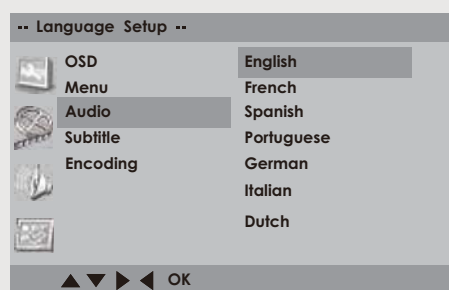 -- Language Setup --
OSD
Menu
Audio
Subtitle
Encoding
English
French
Spanish
Portuguese
German
Italian
Dutch
OK